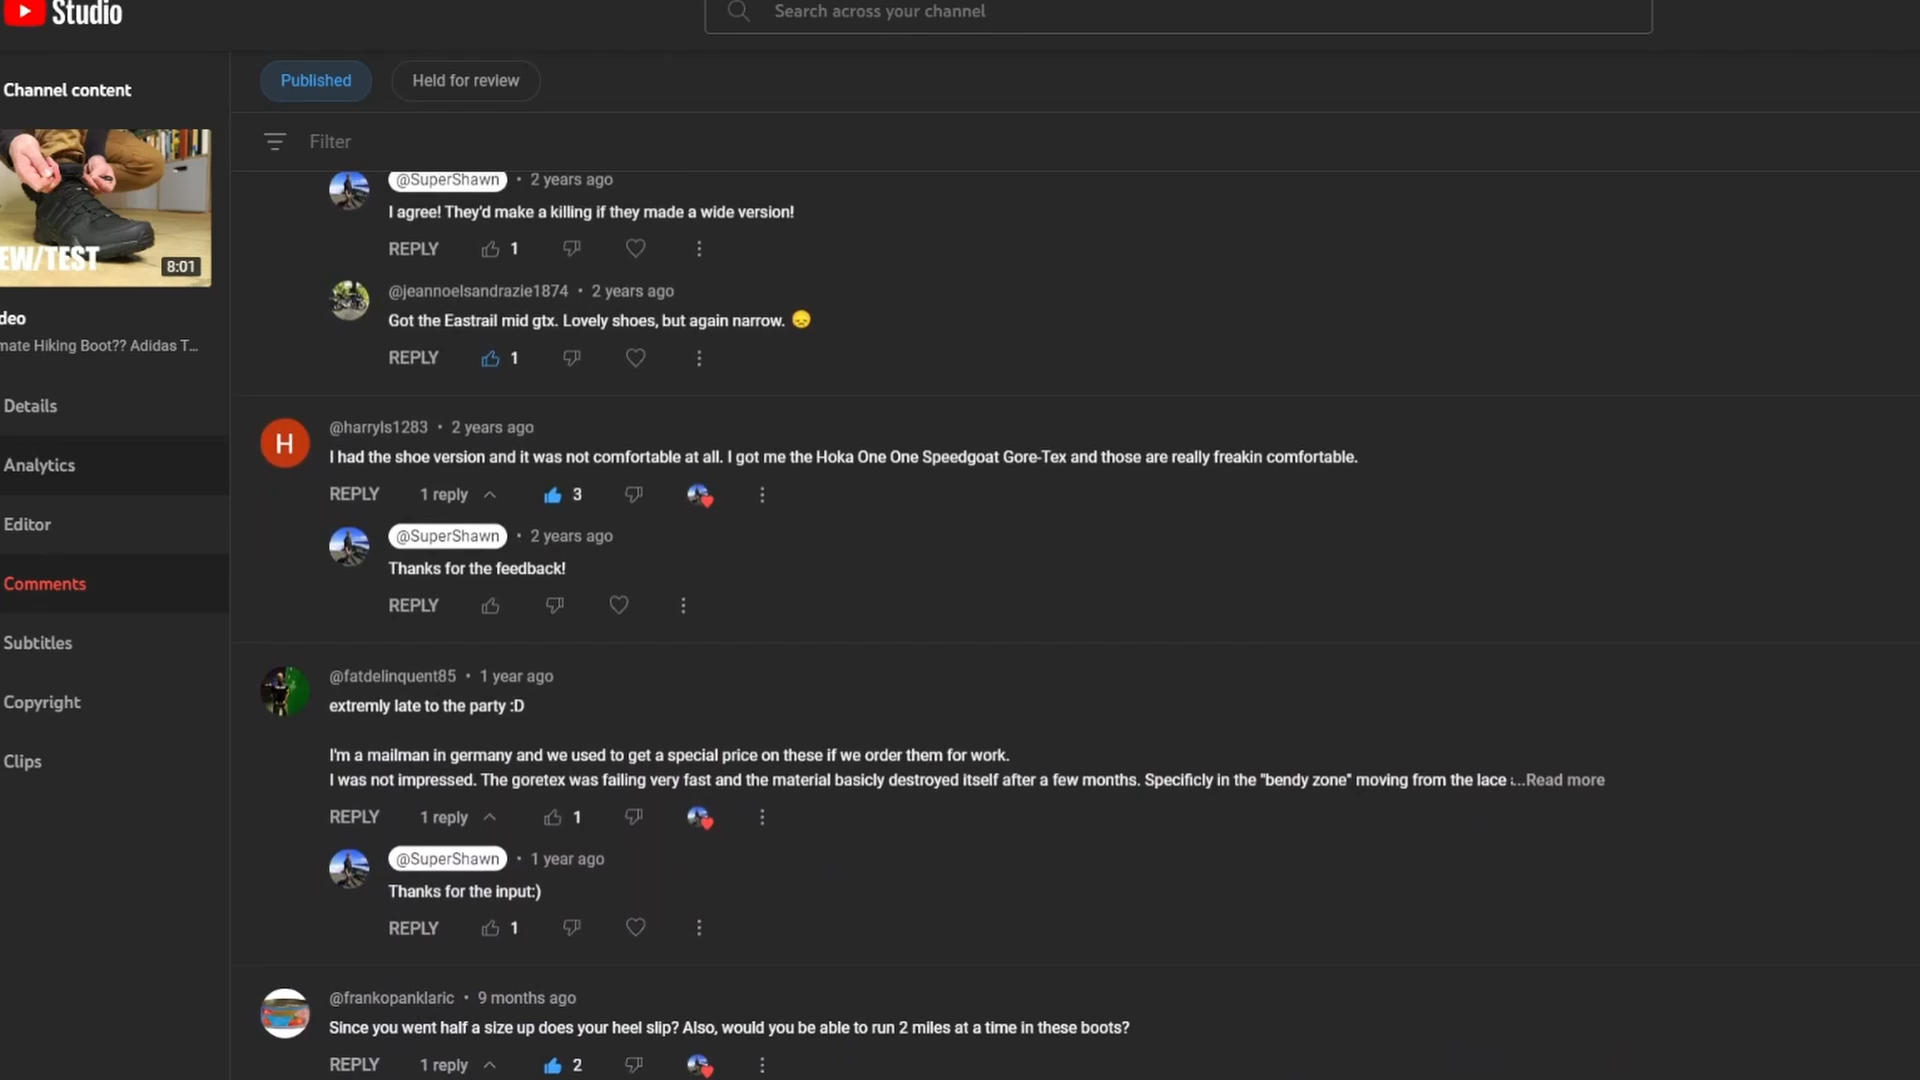 Studio
Search across your channel
Published
Held for review
Channel content
Filter
EW/TEST
8:01
deo
mate Hiking Boot?? Adidas T...
Details
Analytics
Editor
Comments
Subtitles
Copyright
Clips
@SuperShawn • 2 years ago
I agree! They'd make a killing if they made a wide version!
REPLY 1
@jeannoelsandrazie1874 • 2 years ago
Got the Eastrail mid gtx. Lovely shoes, but again narrow. 😞
REPLY 1
H
@harryls1283 • 2 years ago
I had the shoe version and it was not comfortable at all. I got me the Hoka One One Speedgoat Gore-Tex and those are really freakin comfortable.
REPLY 1 reply 3
@SuperShawn • 2 years ago
Thanks for the feedback!
REPLY
@fatdelinquent85 • 1 year ago
extremly late to the party :D
I'm a mailman in germany and we used to get a special price on these if we order them for work.
I was not impressed. The goretex was failing very fast and the material basicly destroyed itself after a few months. Specificly in the "bendy zone" moving from the lace ...Read more
REPLY 1 reply 1
@SuperShawn • 1 year ago
Thanks for the input:)
REPLY 1
@frankopanklaric • 9 months ago
Since you went half a size up does your heel slip? Also, would you be able to run 2 miles at a time in these boots?
REPLY 1 reply 2